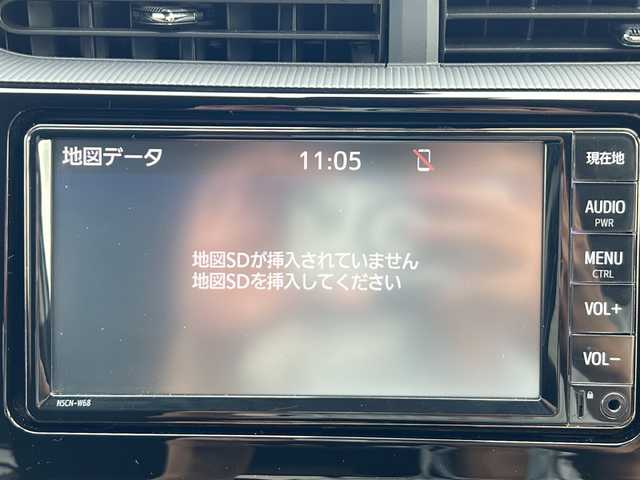 地図データ
11:05
現在地
AUDIO
PWR
MENU
CTRL
地図SDが挿入されていません
地図SDを挿入してください
VOL+
VOL-
NSCN-W68